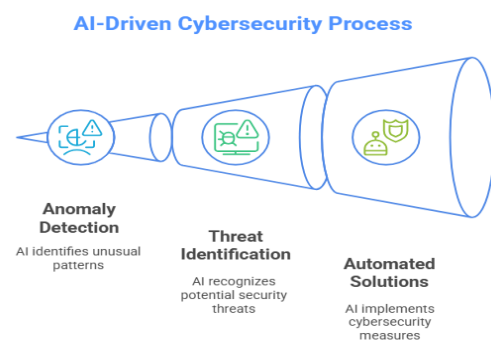 AI-Driven Cybersecurity Process
Anomaly
Detection
AI identifies unusual
patterns
Threat
Identification
AI recognizes
potential security
threats
Automated
Solutions
AI implements
cybersecurity
measures